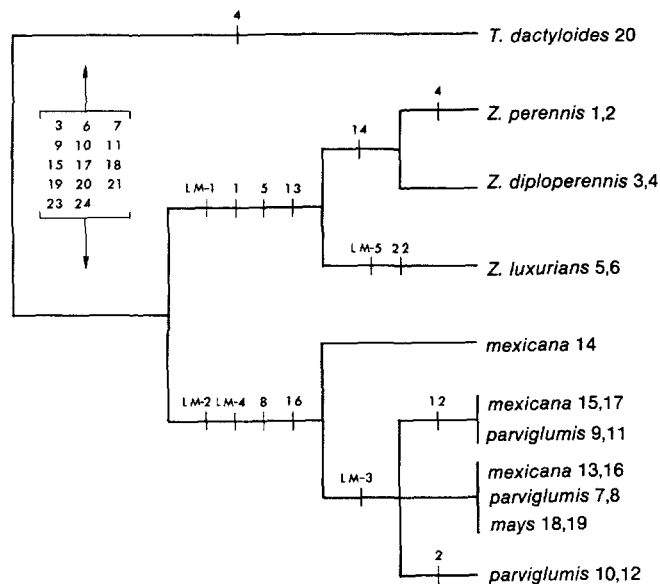 4
T. dactyloides 20
3 6 7
9 10 11
15 17 18
19 20 21
23 24
4
Z. perennis 1,2
14
Z. diploperennis 3,4
LM-1 1 5 13
LM-5 22
Z. luxurians 5,6
mexicana 14
LM-2 LM-4 8 16
12
mexicana 15,17
parviglumis 9,11
LM-3
mexicana 13,16
parviglumis 7,8
mays 18,19
2
parviglumis 10,12